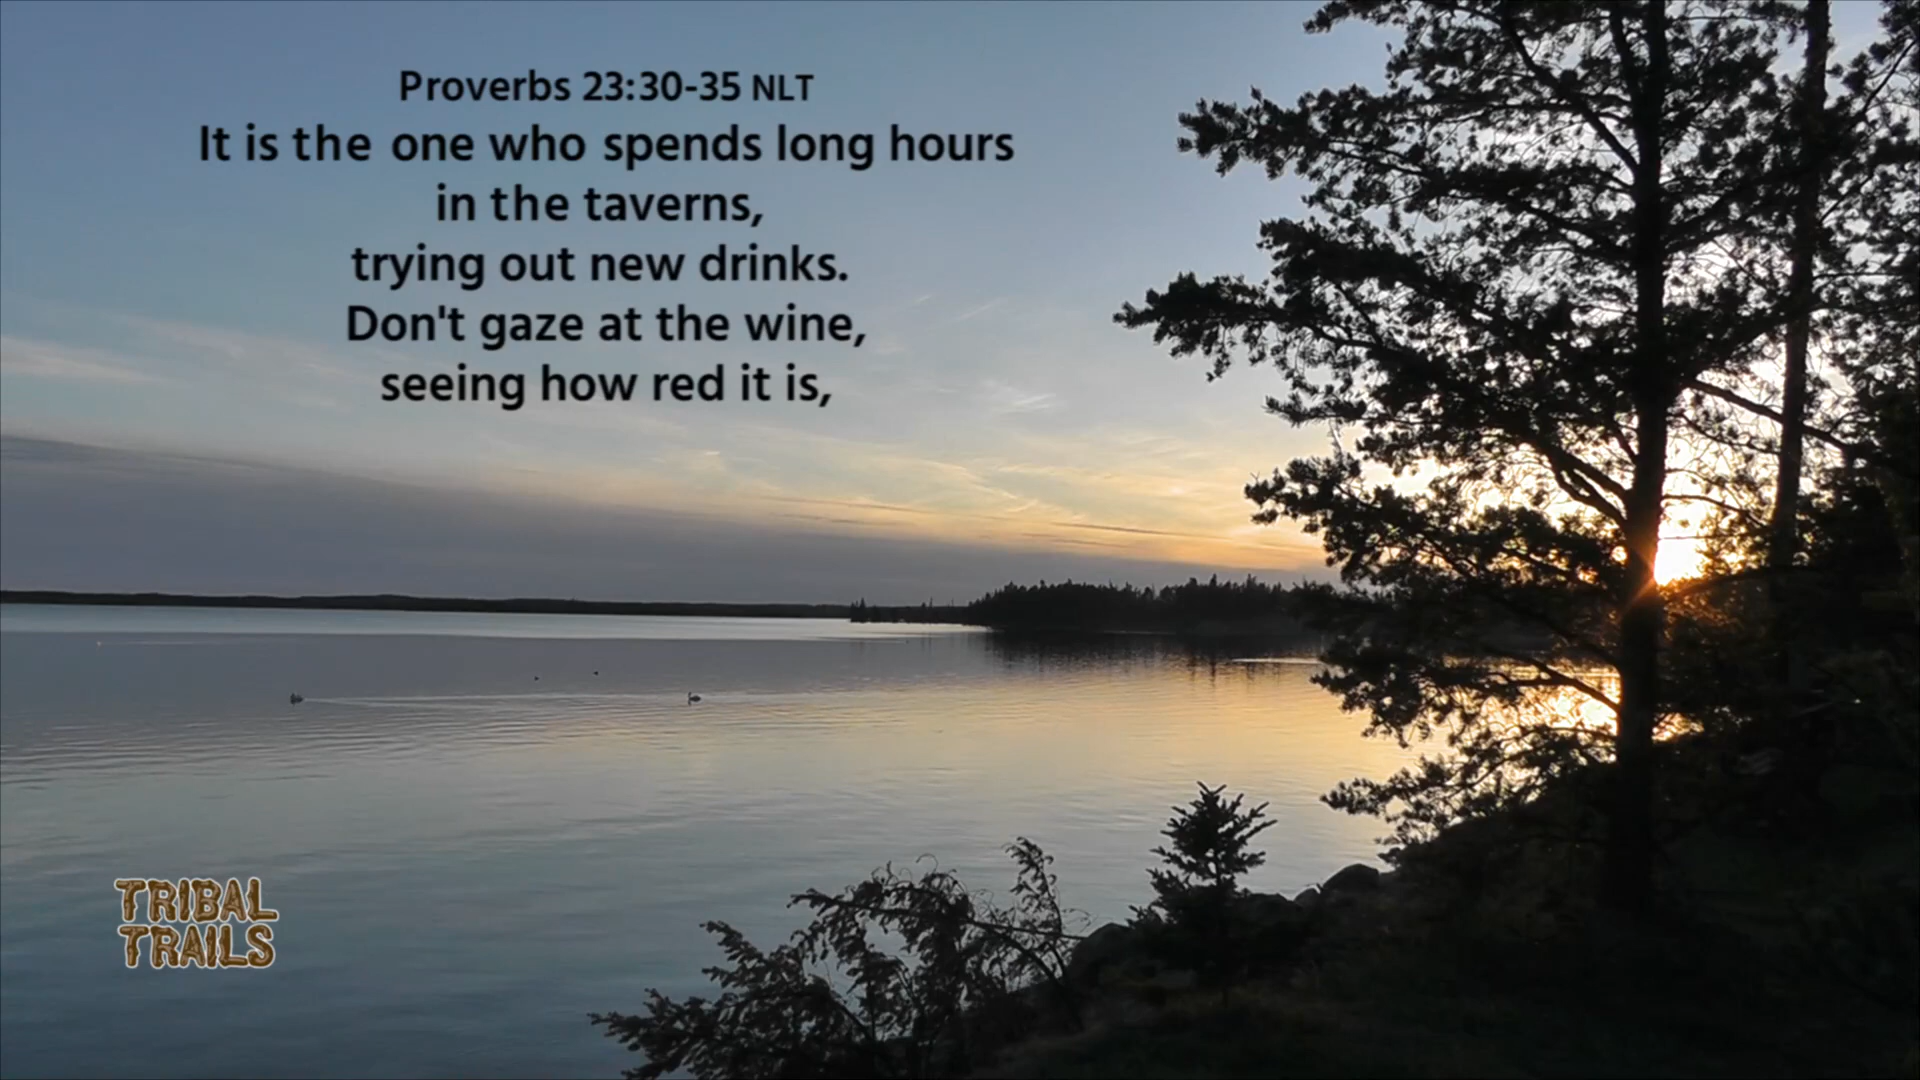 Proverbs 23:30-35 NLT
It is the one who spends long hours
in the taverns,
trying out new drinks.
Don't gaze at the wine,
seeing how red it is,
TRIBAL
TRAILS